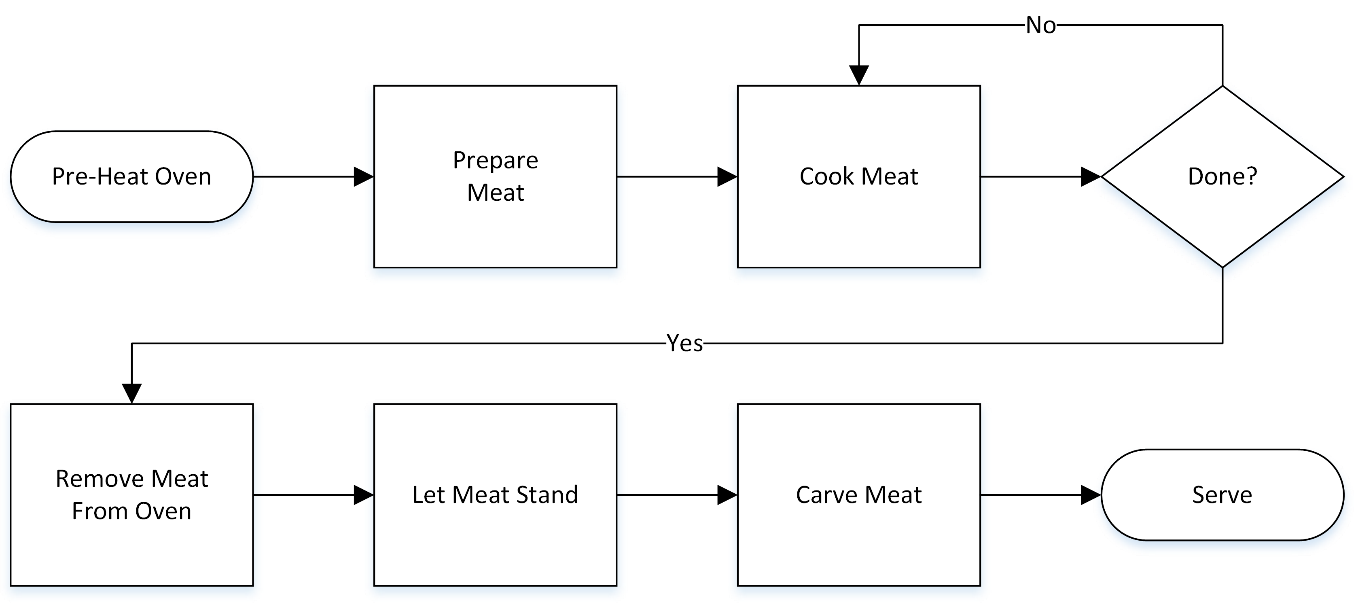 No
Pre-Heat Oven
Prepare
Meat
Cook Meat
Done?
Yes
Remove Meat
From Oven
Let Meat Stand
Carve Meat
Serve